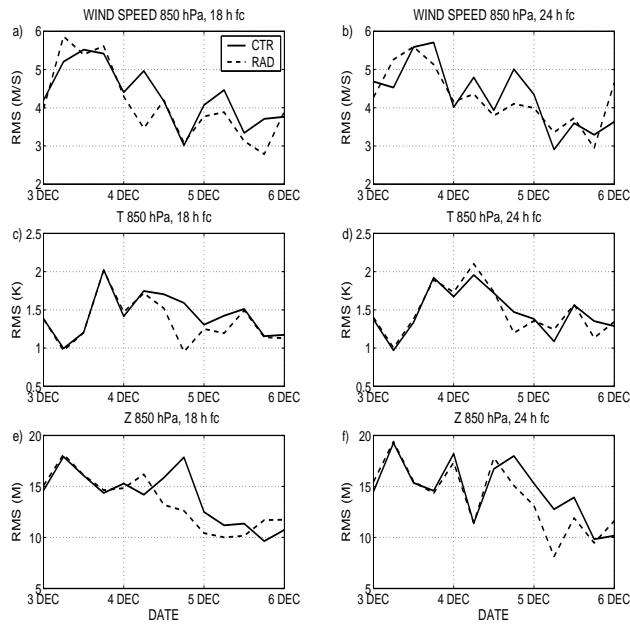 WIND SPEED 850 hPa, 18 h fc
a)
6
5
4
3
2
RMS (M/S)
CTR
RAD
3 DEC 4 DEC 5 DEC 6 DEC
WIND SPEED 850 hPa, 24 h fc
b)
6
5
4
3
2
RMS (M/S)
3 DEC 4 DEC 5 DEC 6 DEC
T 850 hPa, 18 h fc
c)
2.5
2
1.5
1
0.5
RMS (K)
3 DEC 4 DEC 5 DEC 6 DEC
T 850 hPa, 24 h fc
d)
2.5
2
1.5
1
0.5
RMS (K)
3 DEC 4 DEC 5 DEC 6 DEC
Z 850 hPa, 18 h fc
e)
20
15
10
5
RMS (M)
3 DEC 4 DEC 5 DEC 6 DEC
DATE
Z 850 hPa, 24 h fc
f)
20
15
10
5
RMS (M)
3 DEC 4 DEC 5 DEC 6 DEC
DATE